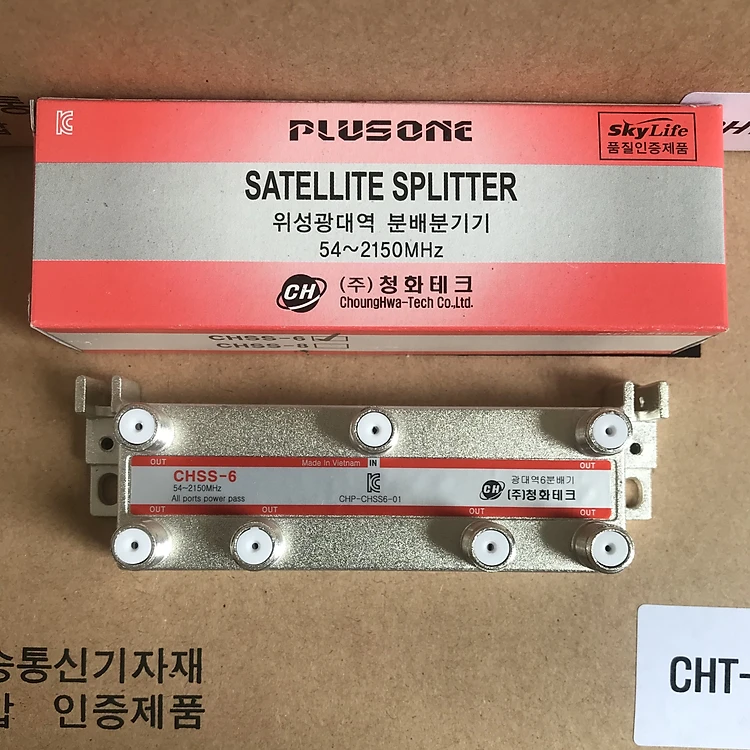 PLUSONE
SkyLife
품질인증제품
SATELLITE SPLITTER
위성광대역 분배분기기
54~2150MHz
CH (주)청화테크
ChoungHwa-Tech Co.,Ltd.
CHSS-6
CHSS-8
OUT Made In Vietnam IN OUT
CHSS-6
54~2150MHz
All ports power pass
CHP-CHSS6-01
광대역6분배기
CH (주)청화테크
OUT OUT OUT OUT
통신기자재
인증제품
CHT-